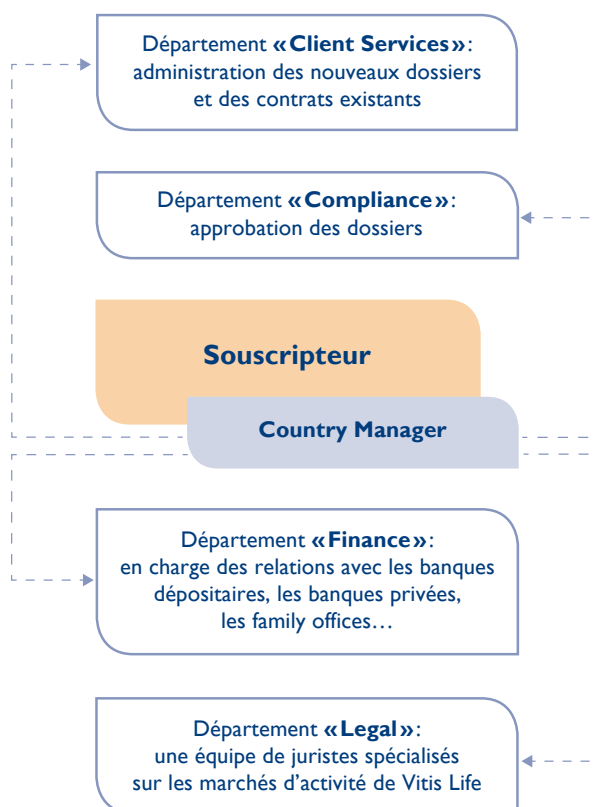 Département «Client Services»:
administration des nouveaux dossiers
et des contrats existants
Département «Compliance»:
approbation des dossiers
Souscripteur
Country Manager
Département «Finance»:
en charge des relations avec les banques
dépositaires, les banques privées,
les family offices…
Département «Legal»:
une équipe de juristes spécialisés
sur les marchés d’activité de Vitis Life